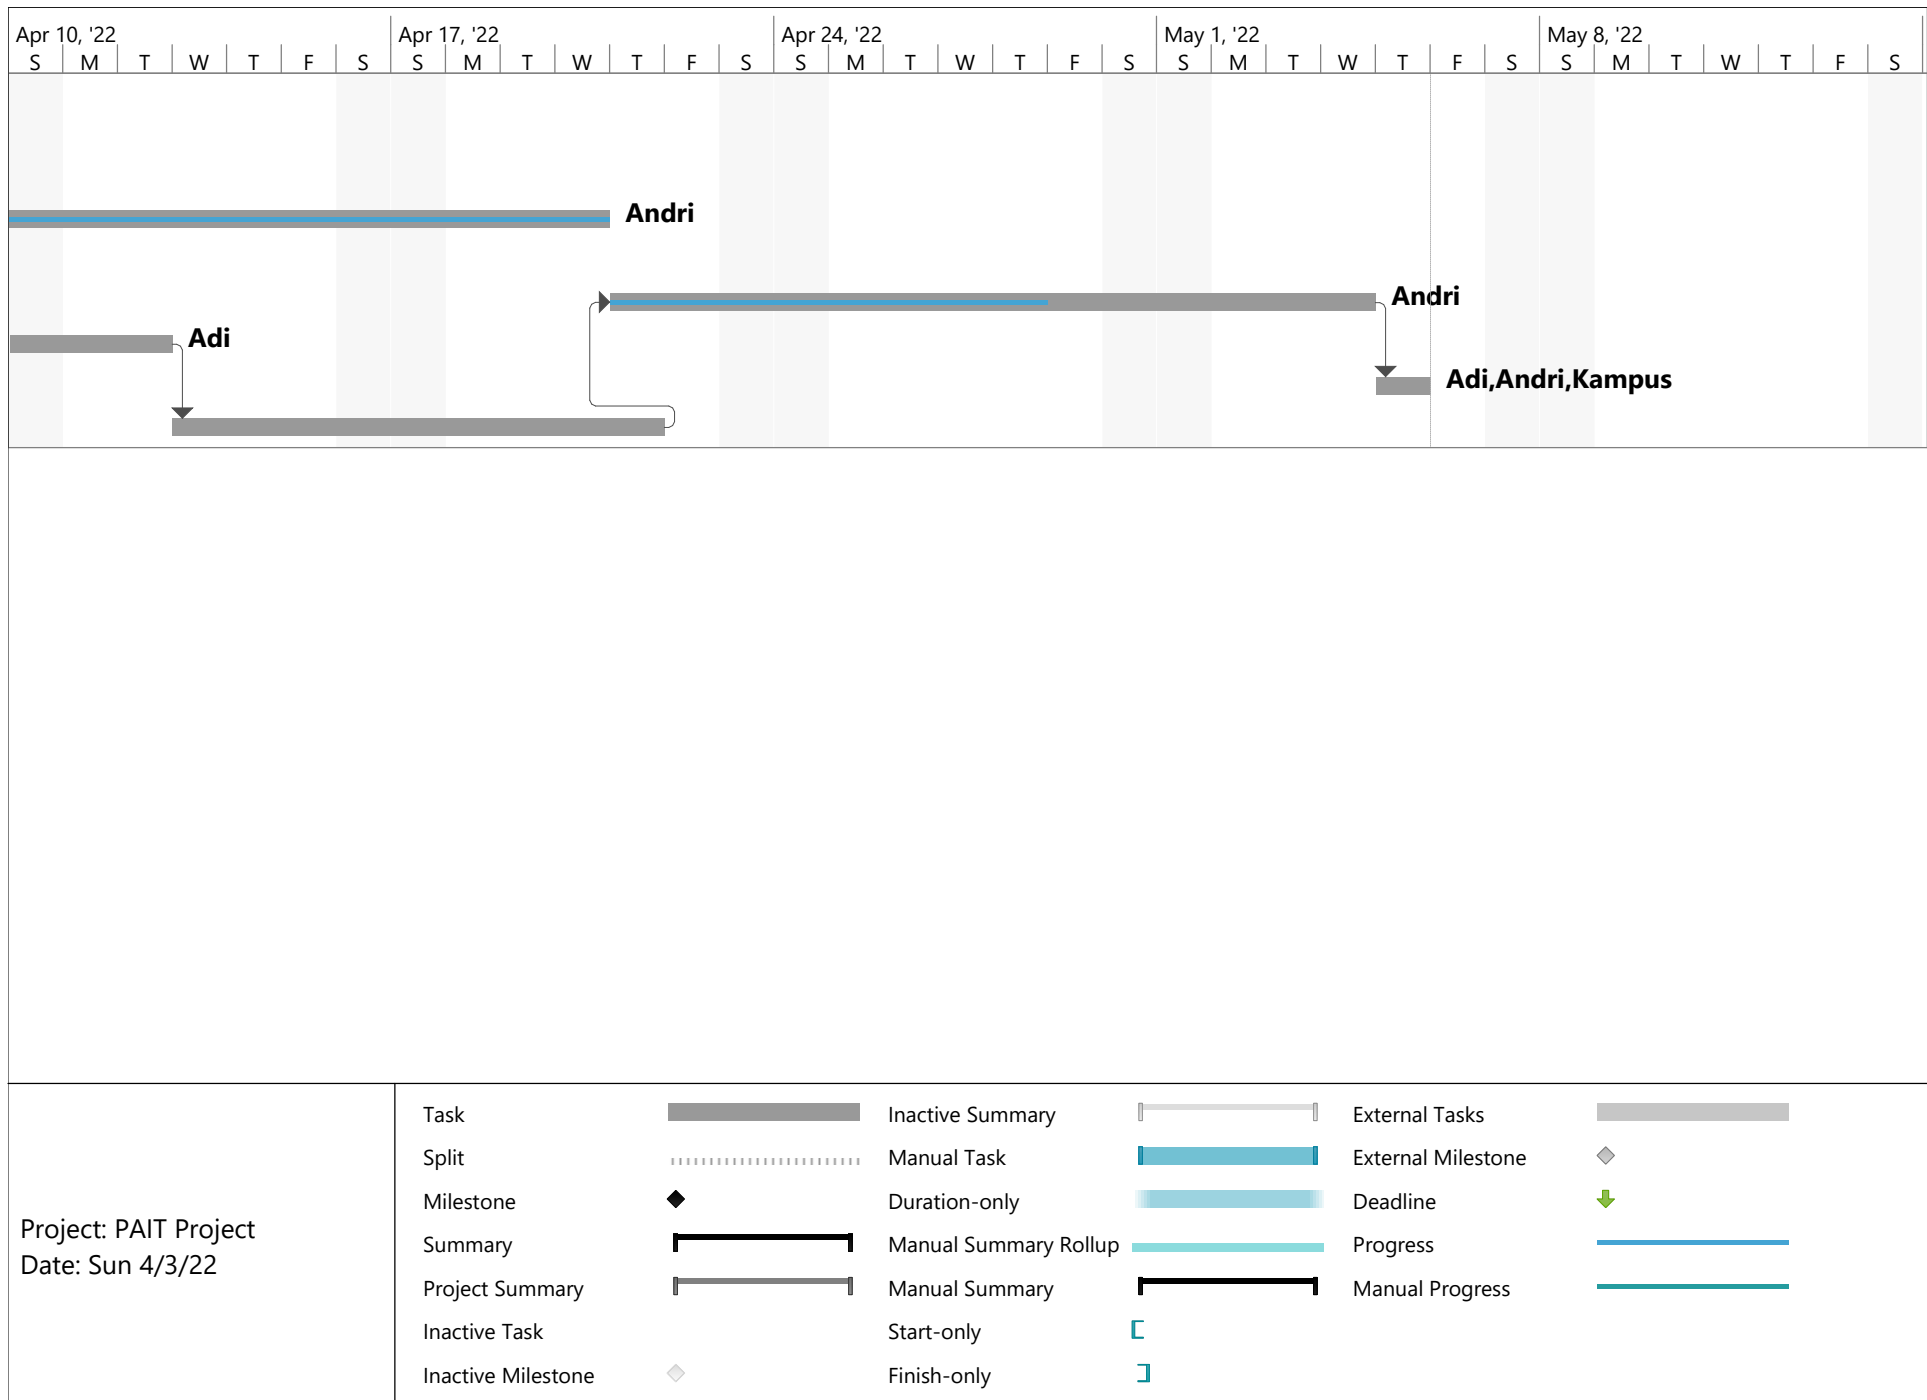 Apr 10, '22 Apr 17, '22 Apr 24, '22 May 1, '22 May 8, '22
S M T W T F S S M T W T F S S M T W T F S S M T W T F S S M T W T F S
Andri
Andri
Adi
Adi,Andri,Kampus
Project: PAIT Project
Date: Sun 4/3/22
Task
Split
Milestone
Summary
Project Summary
Inactive Task
Inactive Milestone
Inactive Summary
Manual Task
Duration-only
Manual Summary Rollup
Manual Summary
Start-only
Finish-only
External Tasks
External Milestone
Deadline
Progress
Manual Progress